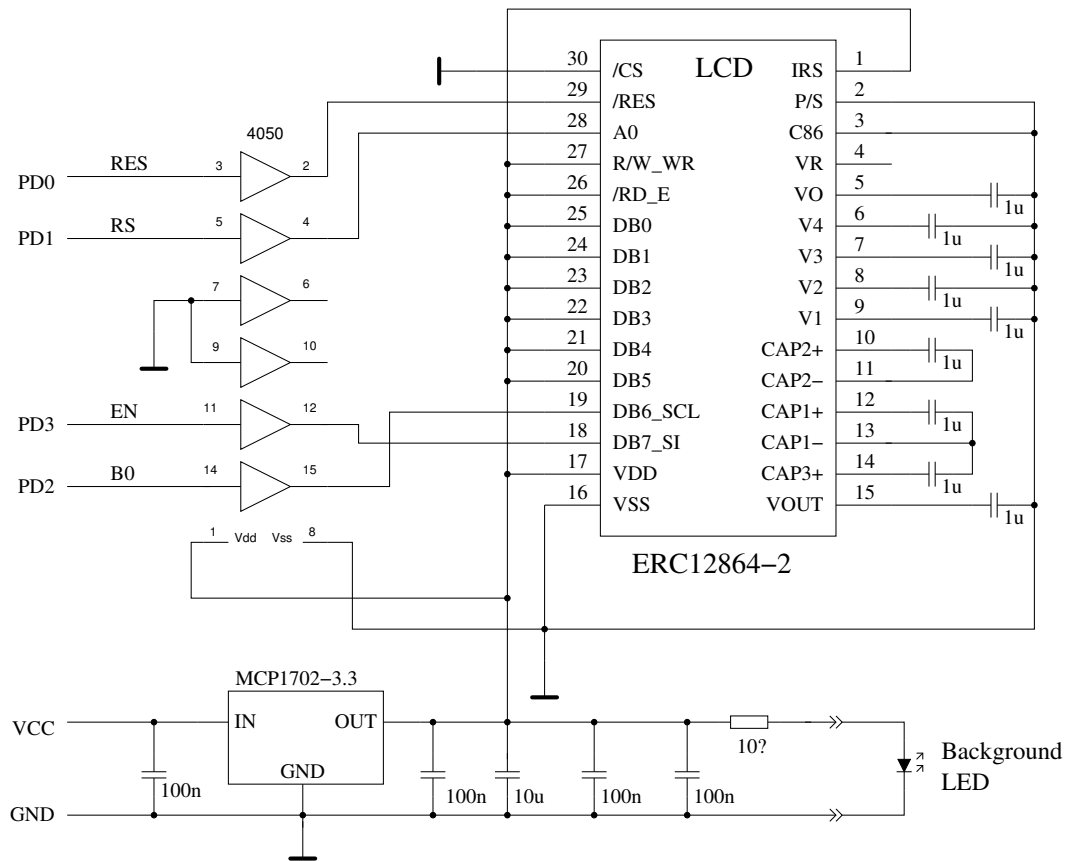 LCD
30 /CS IRS 1
29 /RES P/S 2
28 A0 C86 3
27 R/W_WR VR 4
26 /RD_E VO 5
1u
25 DB0 V4 6
1u
24 DB1 V3 7
1u
23 DB2 V2 8
1u
22 DB3 V1 9
1u
21 DB4 CAP2+ 10
1u
20 DB5 CAP2− 11
19 DB6_SCL CAP1+ 12
1u
18 DB7_SI CAP1− 13
17 VDD CAP3+ 14
1u
16 VSS VOUT 15
1u
ERC12864−2
4050
PD0 RES 3 2
PD1 RS 5 4
7 6
9 10
PD3 EN 11 12
PD2 B0 14 15
1 Vdd Vss 8
MCP1702−3.3
VCC IN OUT
GND
10?
100n 100n 10u 100n 100n
GND
Background
LED